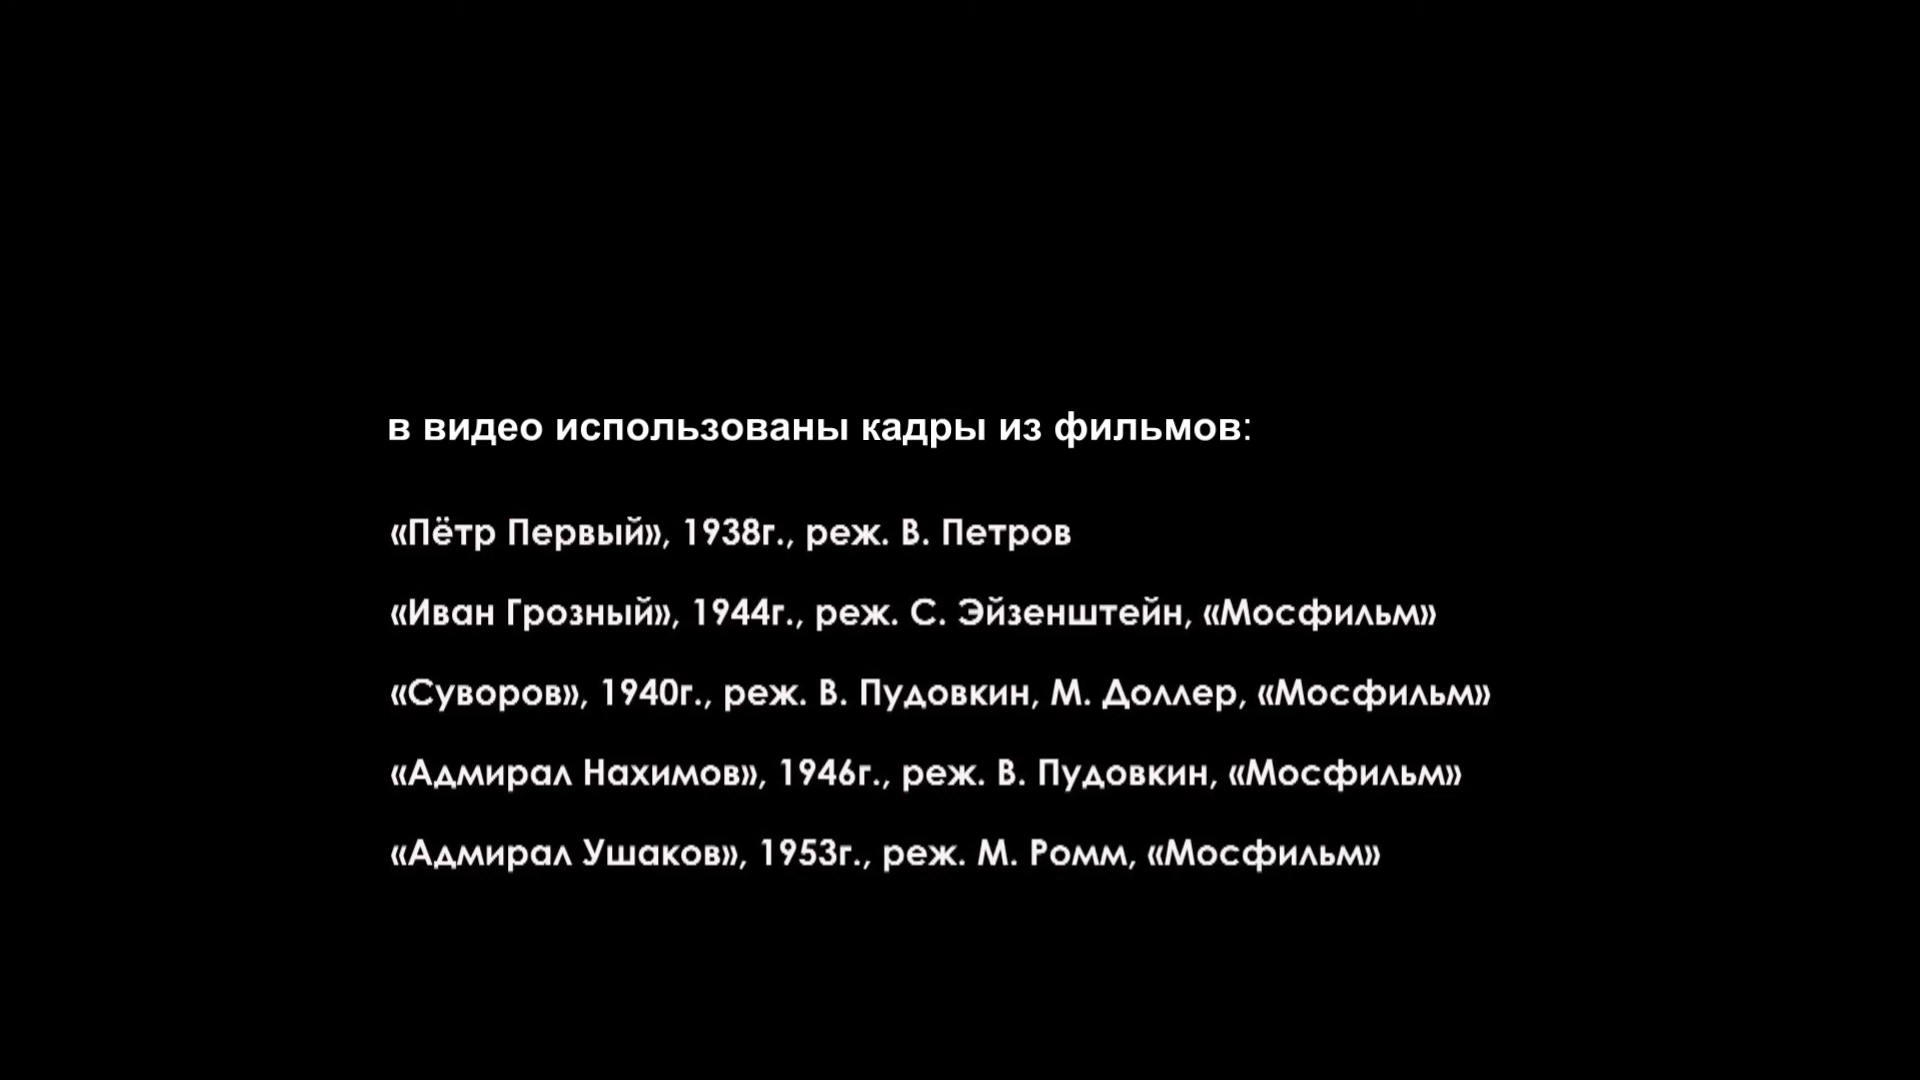 в видео использованы кадры из фильмов:
«Пётр Первый», 1938г., реж. В. Петров
«Иван Грозный», 1944г., реж. С. Эйзенштейн, «Мосфильм»
«Суворов», 1940г., реж. В. Пудовкин, М. Доллер, «Мосфильм»
«Адмирал Нахимов», 1946г., реж. В. Пудовкин, «Мосфильм»
«Адмирал Ушаков», 1953г., реж. М. Ромм, «Мосфильм»